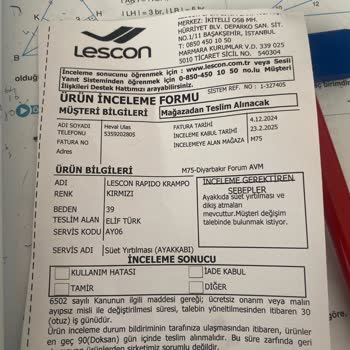 Lescon
MERKEZ: İKİTELLİ OSB MH.
HÜRRİYET BLV. DEPARKO SAN. SİT.
NO.1/11 BAŞAKŞEHİR, İSTANBUL
T: 0850 450 10 50
MARMARA KURUMLAR V.D. 339 025
5010 TİCARET SİCİL NO. 540304
İnceleme sonucunu öğrenmek için : www.lescon.com.tr veya Sesli
Yanıt Sisteminden öğrenmek için 0-850-450 10 50 no.lu Müşteri
İlişkileri Destek Hattımızı arayabilirsiniz.
SİSTEM REF. NO : 1-327405
ÜRÜN İNCELEME FORMU
MÜŞTERİ BİLGİLERİ Mağazadan Teslim Alınacak
ADI SOYADI Heval Ulas
TELEFONU 5359202805
FATURA NO
Adres
FATURA TARİHİ 4.12.2024
İNCELEME KABUL TARİHİ 23.2.2025
İNCELEMEYE ALAN MAĞAZA M75-Diyarbakır Forum AVM
ÜRÜN BİLGİLERİ
ADI LESCON RAPIDO KRAMPO
RENK KIRMIZI
BEDEN 39
TESLİM ALAN ELİF TÜRK
SERVİS KODU AY06
SERVİS ADI Süet Yırtılması (AYAKKABI)
İNCELEME GEREKTİREN
SEBEPLER
Ayakkıda süet yırtılması ve
dikiş atmaları
mevcuttur.Müşteri değişim
talebinde bulunmak istiyor.
İNCELEME SONUCU
KULLANIM HATASI İADE KABUL
TAMİR DİĞER
6502 sayılı Kanunun ilgili maddesi gereği; ücretsiz onarım veya malın
ayıpsız misli ile değiştirilmesi süresi, talebin yöneltilmesinden itibaren 30
(otuz) iş günüdür.
Ürün inceleme durum bildiriminin tarafınıza ulaşmasından itibaren, ürünler
en geç 90(Doksan) gün içinde teslim alınmalıdır. Bu süre zarfında geri
ürünlerden şirketimiz sorumlu değildir.